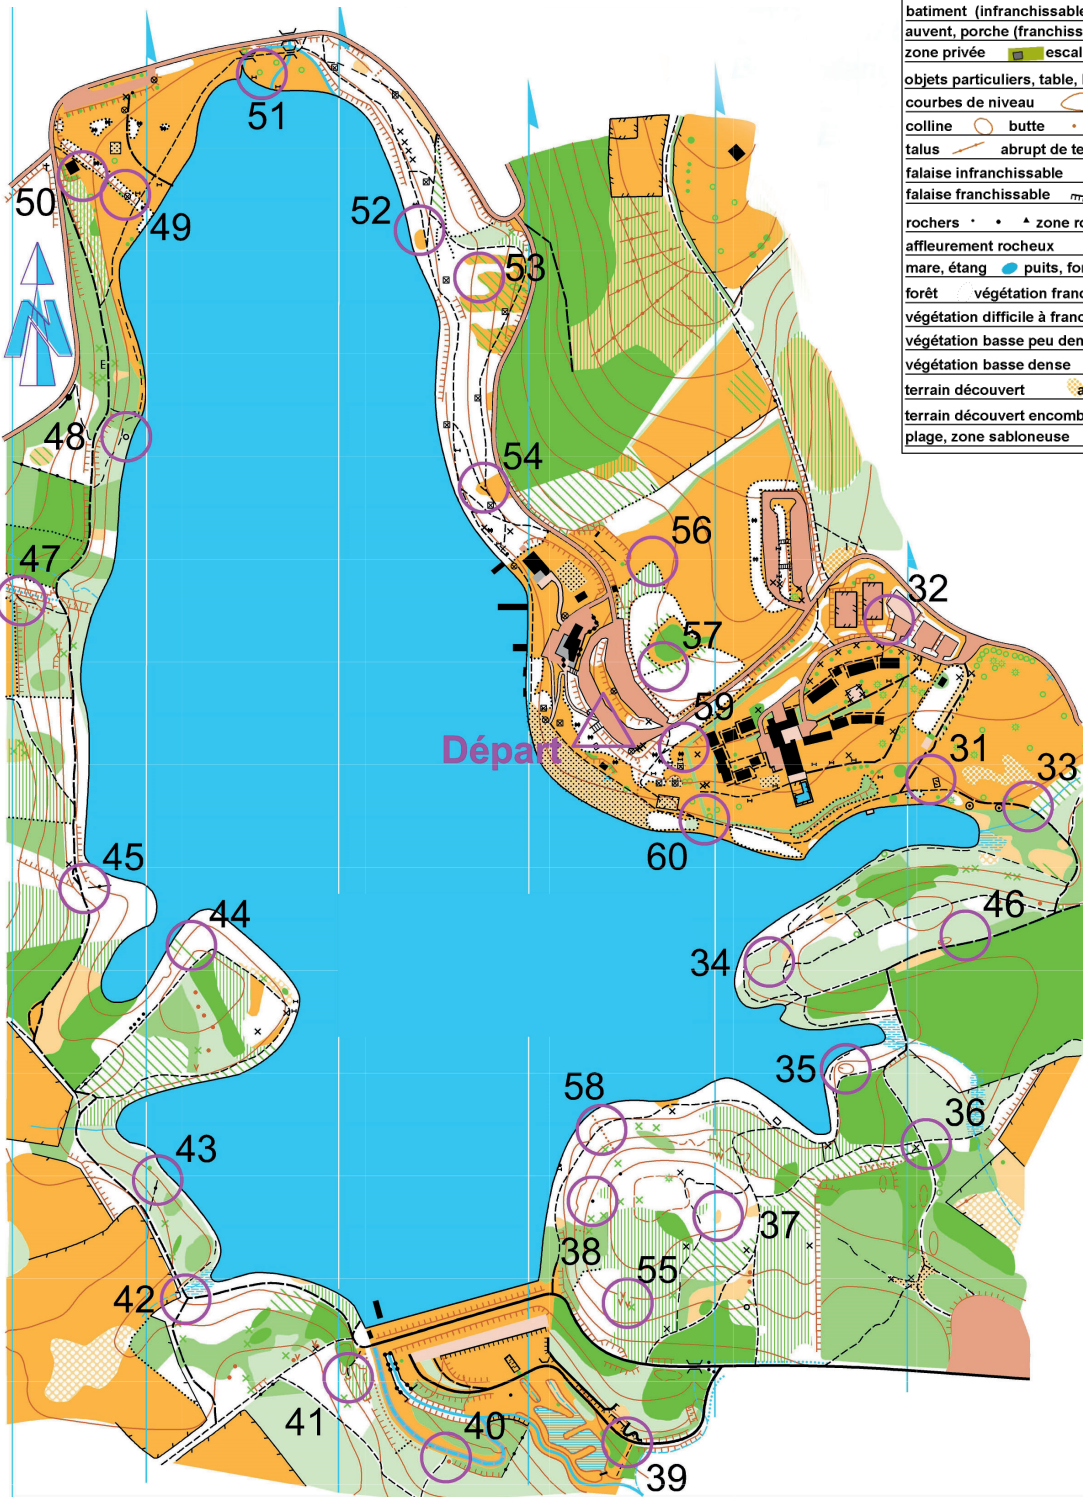 batiment (infranchissable
auvent, porche (franchiss
zone privée escal
objets particuliers, table,
courbes de niveau
colline butte
talus abrupt de te
falaise infranchissable
falaise franchissable
rochers zone ro
affleurement rocheux
mare, étang puits, fon
forêt végétation franc
végétation difficile à franc
végétation basse peu den
végétation basse dense
terrain découvert a
terrain découvert encomb
plage, zone sabloneuse
51
50
49
52
53
N
48
54
47
56
32
57
59
Départ
31
33
60
45
44
46
34
35
58
36
43
37
38
55
42
41
40
39